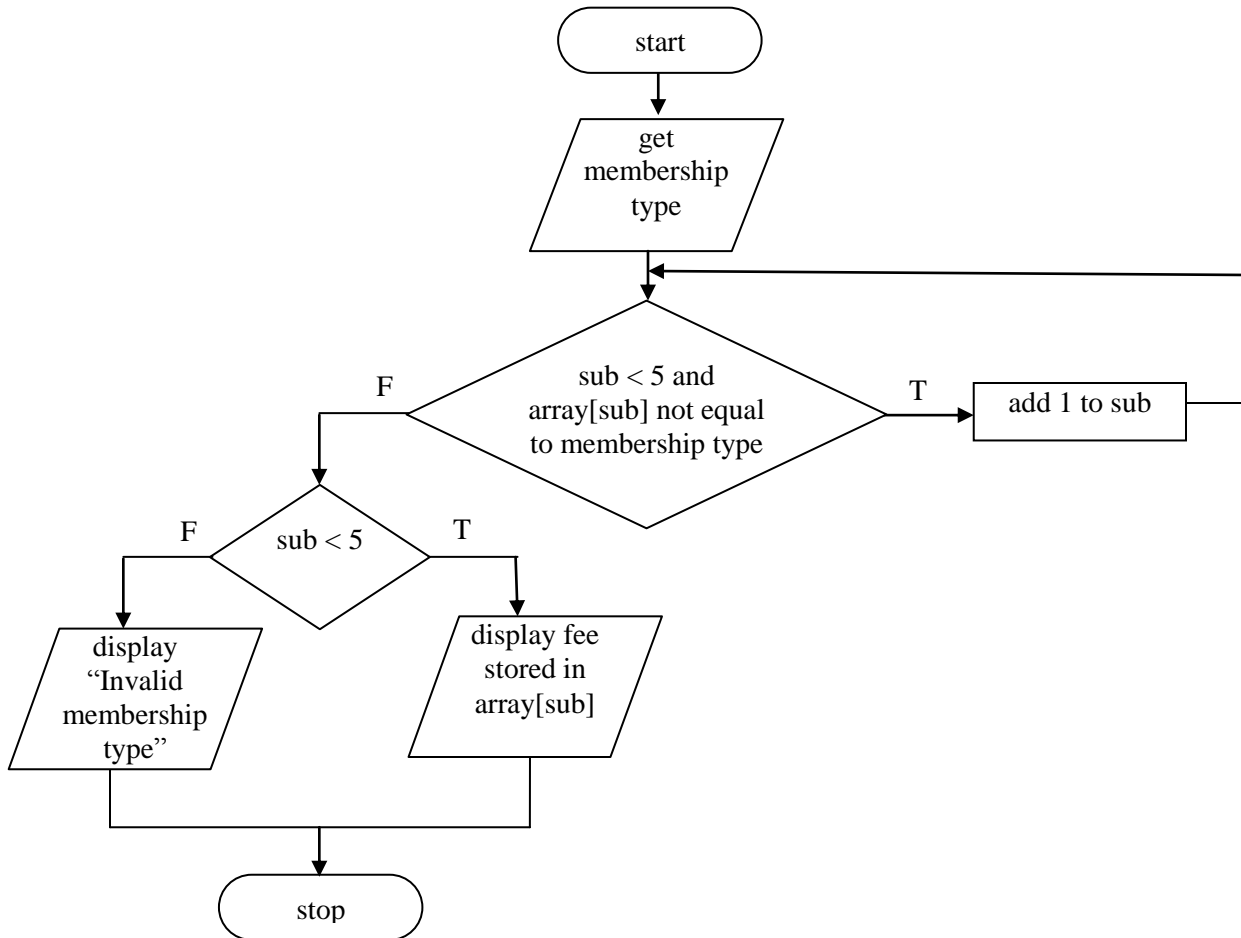 start
get
membership
type
sub < 5 and
array[sub] not equal
to membership type
F
T
add 1 to sub
sub < 5
F
T
display
“Invalid
membership
type”
display fee
stored in
array[sub]
stop